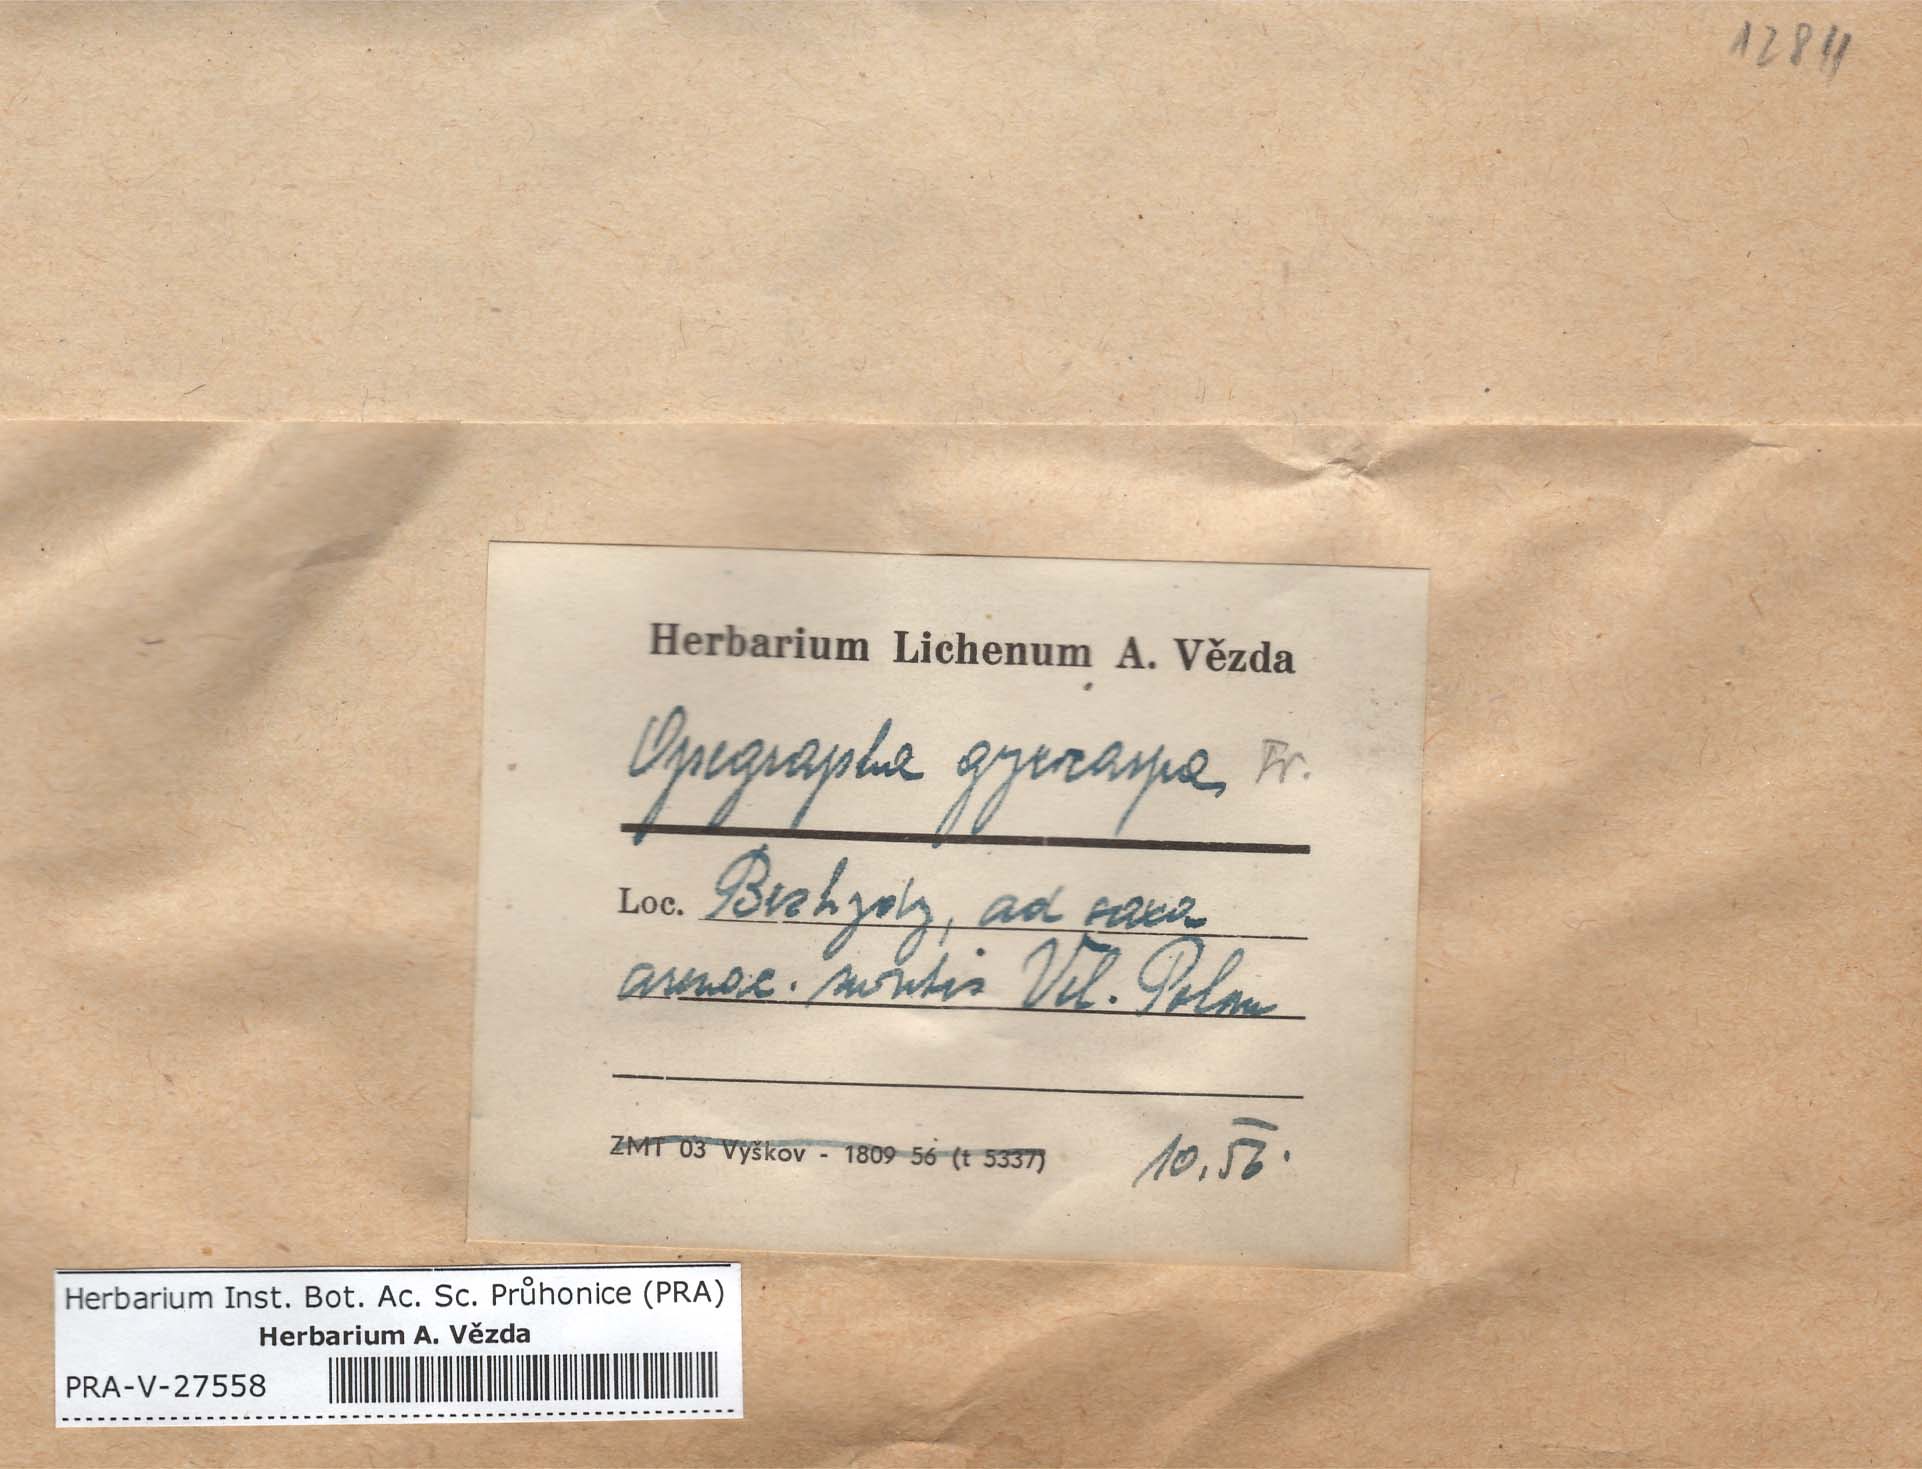 1284
Herbarium Lichenum A. Vězda
Opegrapha gyrocarpa Fr.
Loc. Beskydy, ad saxa
arenac. montis Vel. Polom
ZMT 03 Vyškov - 1809 56 (t 5337)
10. 56.
Herbarium Inst. Bot. Ac. Sc. Průhonice (PRA)
Herbarium A. Vězda
PRA-V-27558